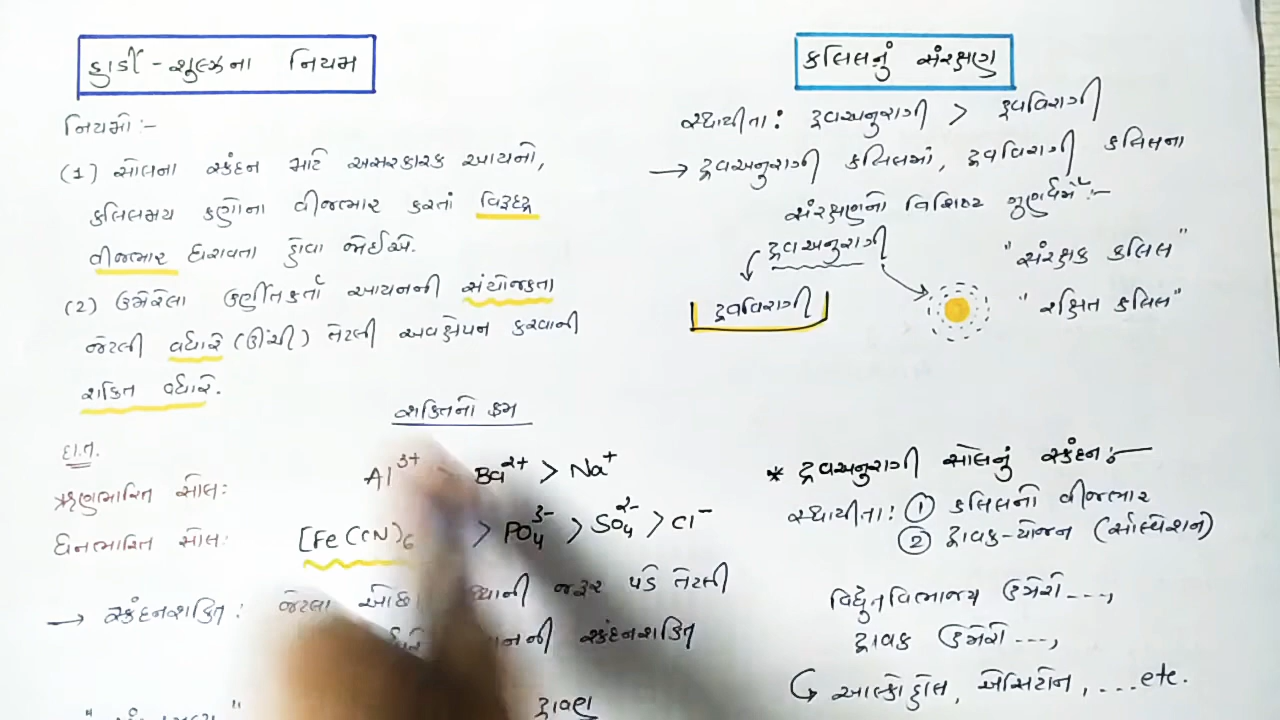 હાર્ડી - શુલ્ઝના નિયમ
નિયમો :-
(1) સોલના સ્કંદન માટે અસરકારક આયનો,
કલિલમય કણોના વીજભાર કરતાં વિરુદ્ધ
વીજભાર ધરાવતા હોવા જોઈએ.
(2) ઉમેરેલા ઉર્ણીતકર્તા આયનની સંયોજકતા
જેટલી વધારે (ઊંચી) તેટલી અવક્ષેપન કરવાની
શક્તિ વધારે.
શક્તિનો ક્રમ
દા.ત.
ઋણભારિત સોલ: Al³⁺ Ba²⁺ > Na⁺
ધનભારિત સોલ: [Fe(CN)6 > PO₄³⁻ > SO₄²⁻ > Cl⁻
→ સ્કંદનશક્તિ : જેટલા જરૂર પડે તેટલી
સ્કંદનશક્તિ
દ્રાવણ
કલિલનું સંરક્ષણ
સ્થાયીતા : દ્રવઅનુરાગી > દ્રવવિરાગી
→ દ્રવઅનુરાગી કલિલમાં, દ્રવવિરાગી કલિલના
સંરક્ષણનો વિશિષ્ટ ગુણધર્મ :-
દ્રવઅનુરાગી
દ્રવવિરાગી
"સંરક્ષક કલિલ"
"રક્ષિત કલિલ"
* દ્રવઅનુરાગી સોલનું સ્કંદન :-
સ્થાયીતા : ① કલિલનો વીજભાર
② દ્રાવક-યોજન (સોલ્વેશન)
વિદ્યુતવિભાજ્ય ઉમેરો ---,
દ્રાવક ઉમેરો ---,
આલ્કોહોલ, એસિટોન, ....etc.